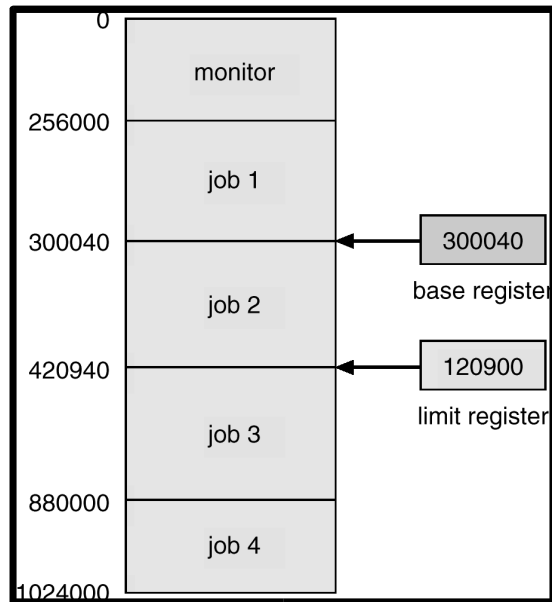 0
monitor
256000
job 1
300040
300040
base register
job 2
420940
120900
limit register
job 3
880000
job 4
1024000